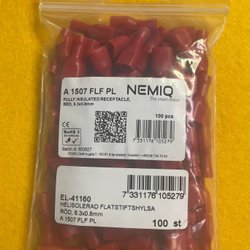 A 1507 FLF PL
NEMIQ
FULLY INSULATED RECEPTACLE,
RED, 6.3x0.8mm
100 pcs
RoHS
7 331176 105279
EL-41160
7 331176 105279
HELISOLERAD FLATSTIFTSHYLSA
RÖD, 6.3x0.8mm
A 1507 FLF PL
100 st